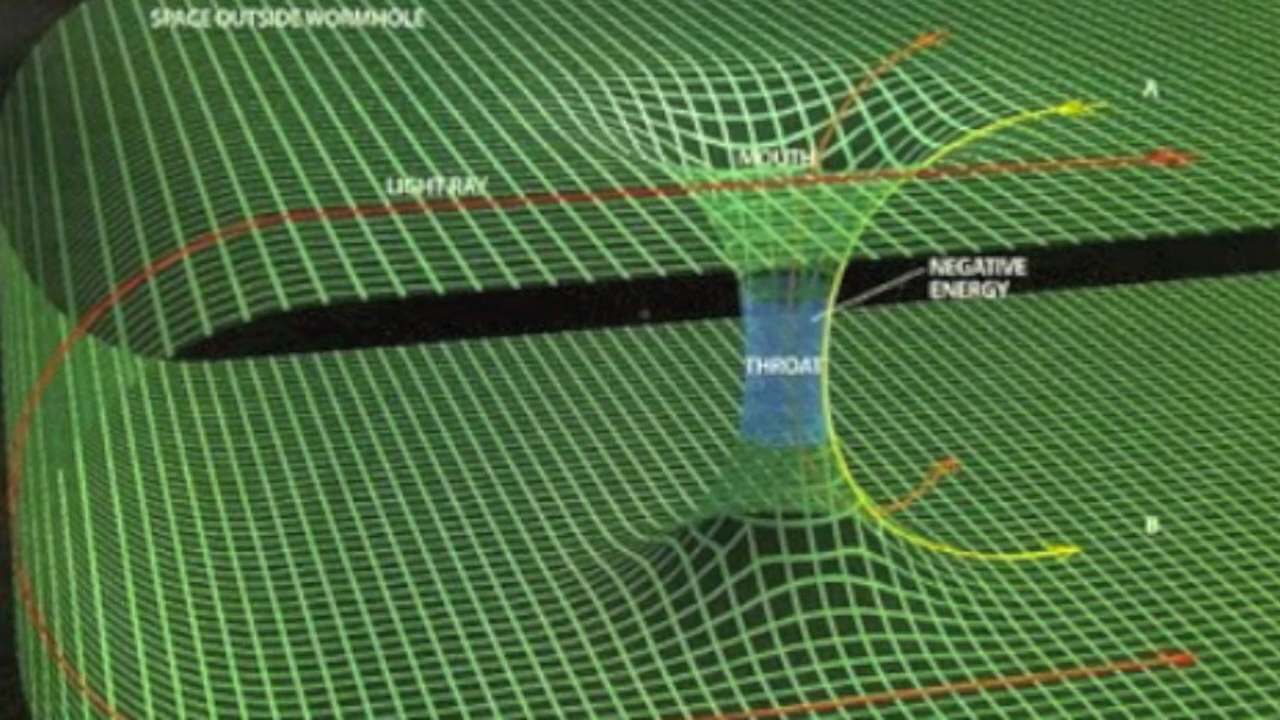 SPACE OUTSIDE WORMHOLE
A
MOUTH
LIGHT RAY
NEGATIVE
ENERGY
THROAT
B